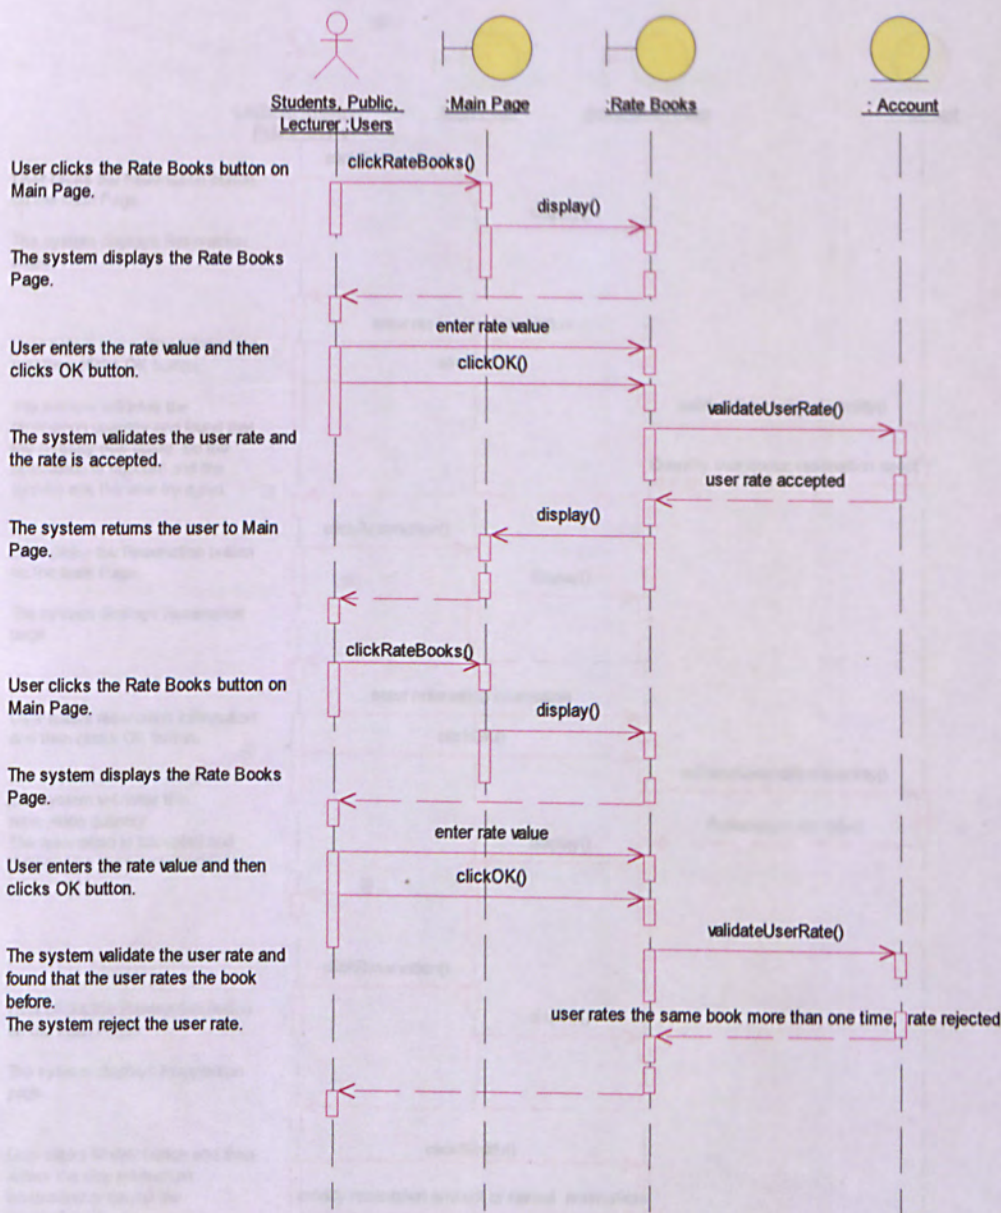 Students, Public,
Lecturer :Users
:Main Page
:Rate Books
: Account
User clicks the Rate Books button on
Main Page.
clickRateBooks()
display()
The system displays the Rate Books
Page.
enter rate value
User enters the rate value and then
clicks OK button.
clickOK()
validateUserRate()
The system validates the user rate and
the rate is accepted.
user rate accepted
The system returns the user to Main
Page.
display()
clickRateBooks()
User clicks the Rate Books button on
Main Page.
display()
The system displays the Rate Books
Page.
enter rate value
User enters the rate value and then
clicks OK button.
clickOK()
validateUserRate()
The system validate the user rate and
found that the user rates the book
before.
The system reject the user rate.
user rates the same book more than one time, rate rejected